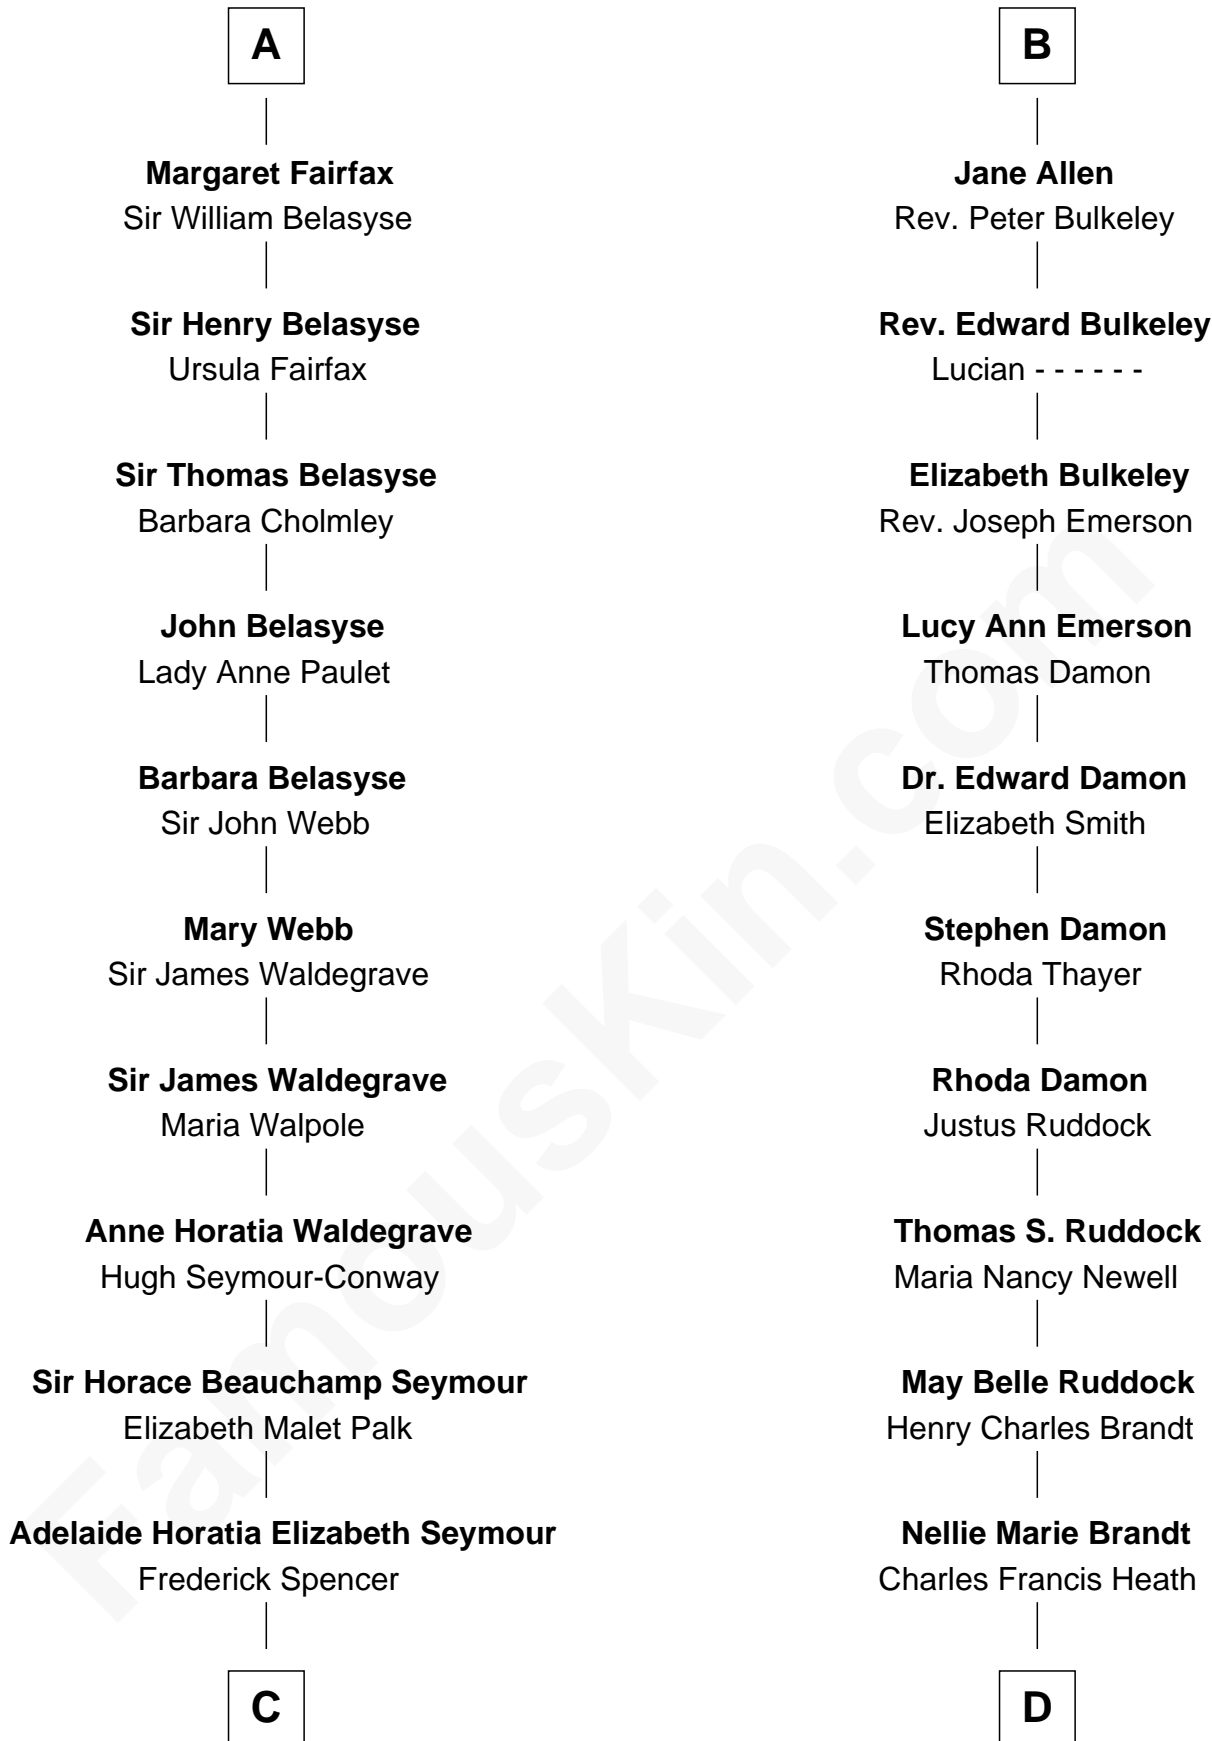 A
Margaret Fairfax
Sir William Belasyse
Sir Henry Belasyse
Ursula Fairfax
Sir Thomas Belasyse
Barbara Cholmley
John Belasyse
Lady Anne Paulet
Barbara Belasyse
Sir John Webb
Mary Webb
Sir James Waldegrave
Sir James Waldegrave
Maria Walpole
Anne Horatia Waldegrave
Hugh Seymour-Conway
Sir Horace Beauchamp Seymour
Elizabeth Malet Palk
Adelaide Horatia Elizabeth Seymour
Frederick Spencer
C
B
Jane Allen
Rev. Peter Bulkeley
Rev. Edward Bulkeley
Lucian - - - - - -
Elizabeth Bulkeley
Rev. Joseph Emerson
Lucy Ann Emerson
Thomas Damon
Dr. Edward Damon
Elizabeth Smith
Stephen Damon
Rhoda Thayer
Rhoda Damon
Justus Ruddock
Thomas S. Ruddock
Maria Nancy Newell
May Belle Ruddock
Henry Charles Brandt
Nellie Marie Brandt
Charles Francis Heath
D
FamousKin.com